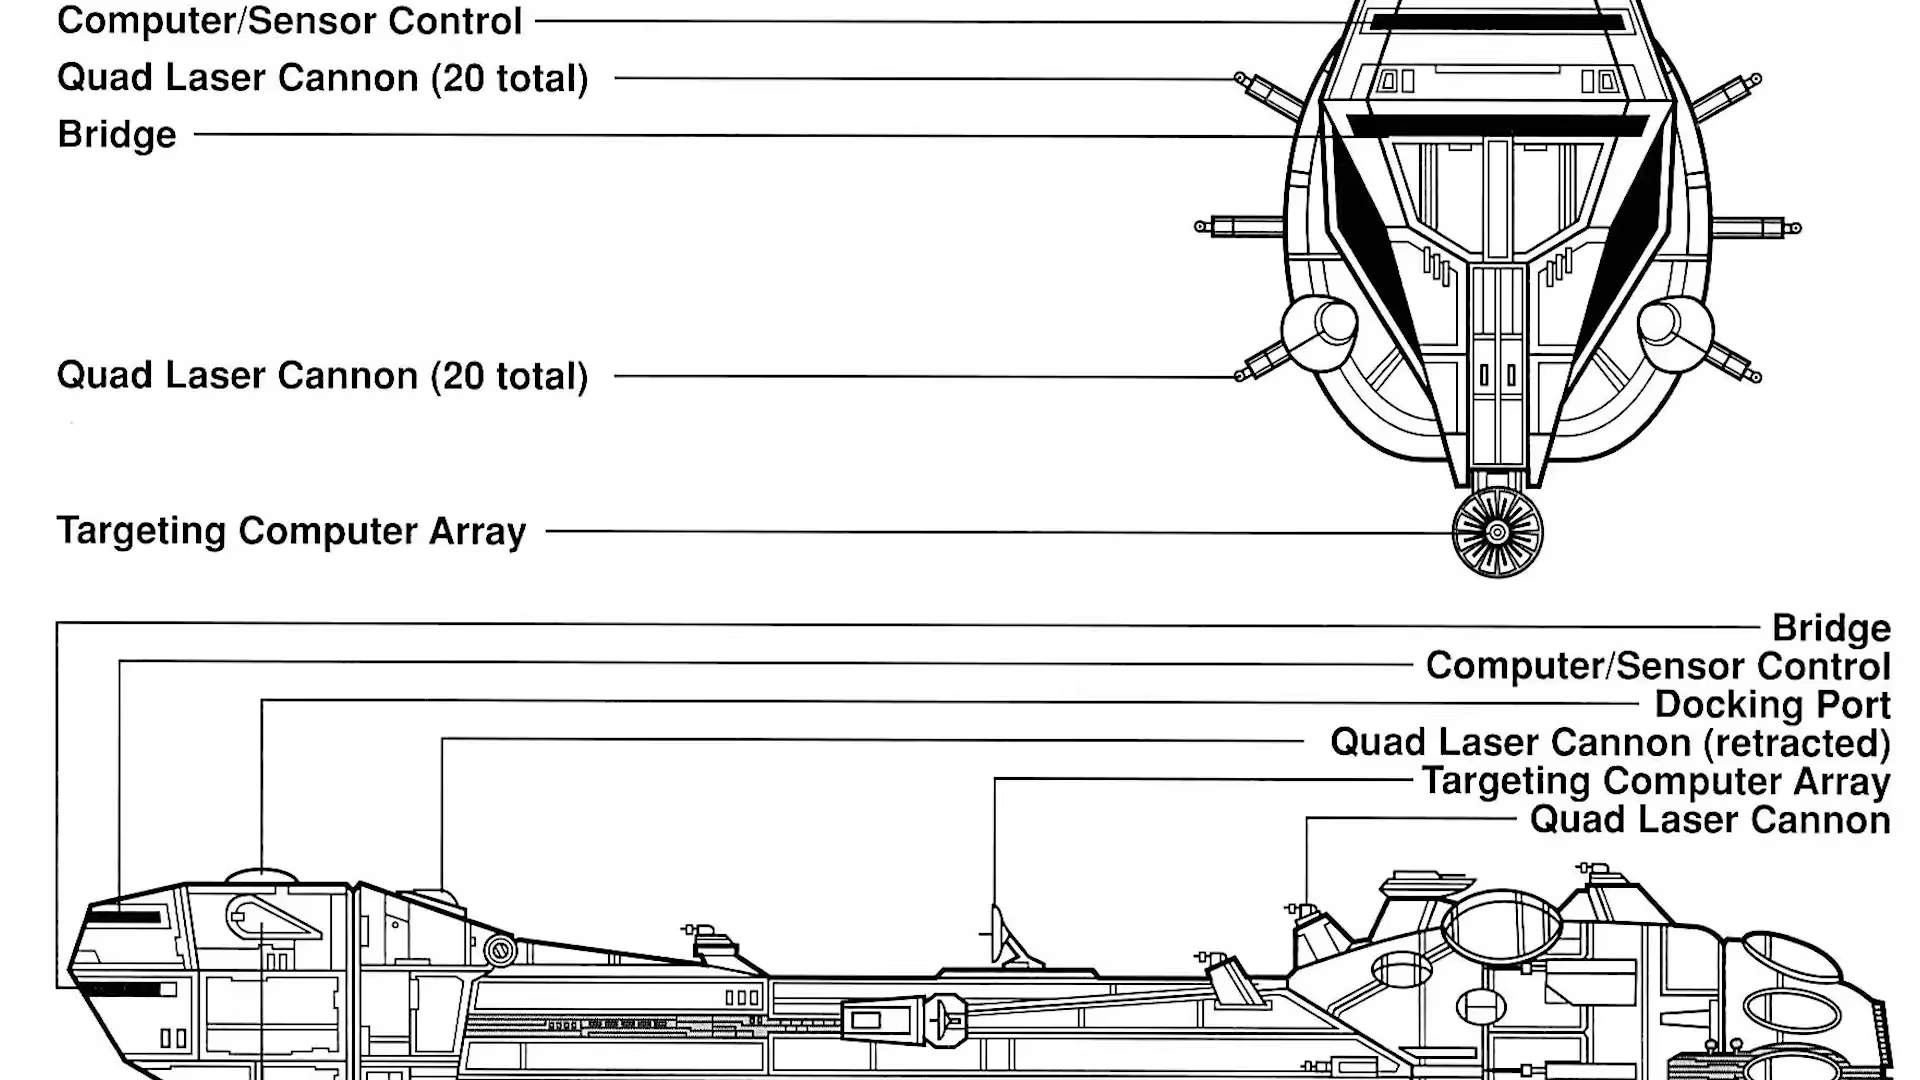 Computer/Sensor Control
Quad Laser Cannon (20 total)
Bridge
Quad Laser Cannon (20 total)
Targeting Computer Array
Bridge
Computer/Sensor Control
Docking Port
Quad Laser Cannon (retracted)
Targeting Computer Array
Quad Laser Cannon